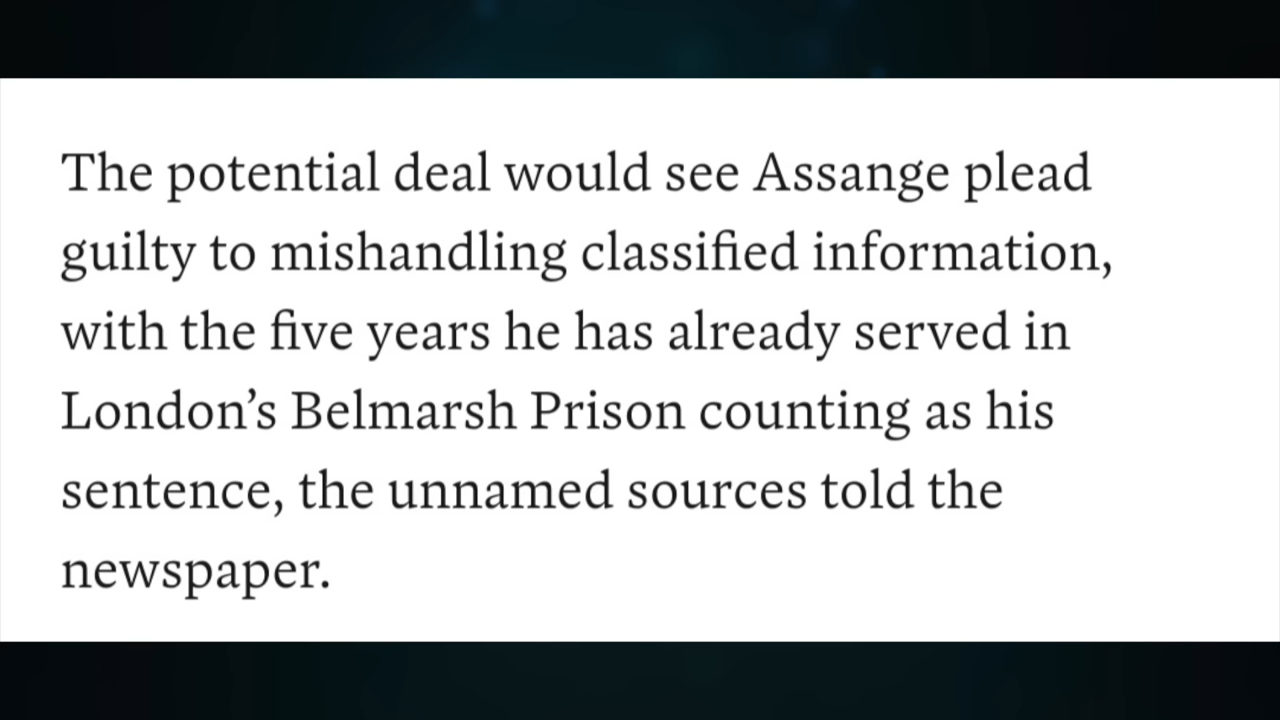 The potential deal would see Assange plead
guilty to mishandling classified information,
with the five years he has already served in
London’s Belmarsh Prison counting as his
sentence, the unnamed sources told the
newspaper.